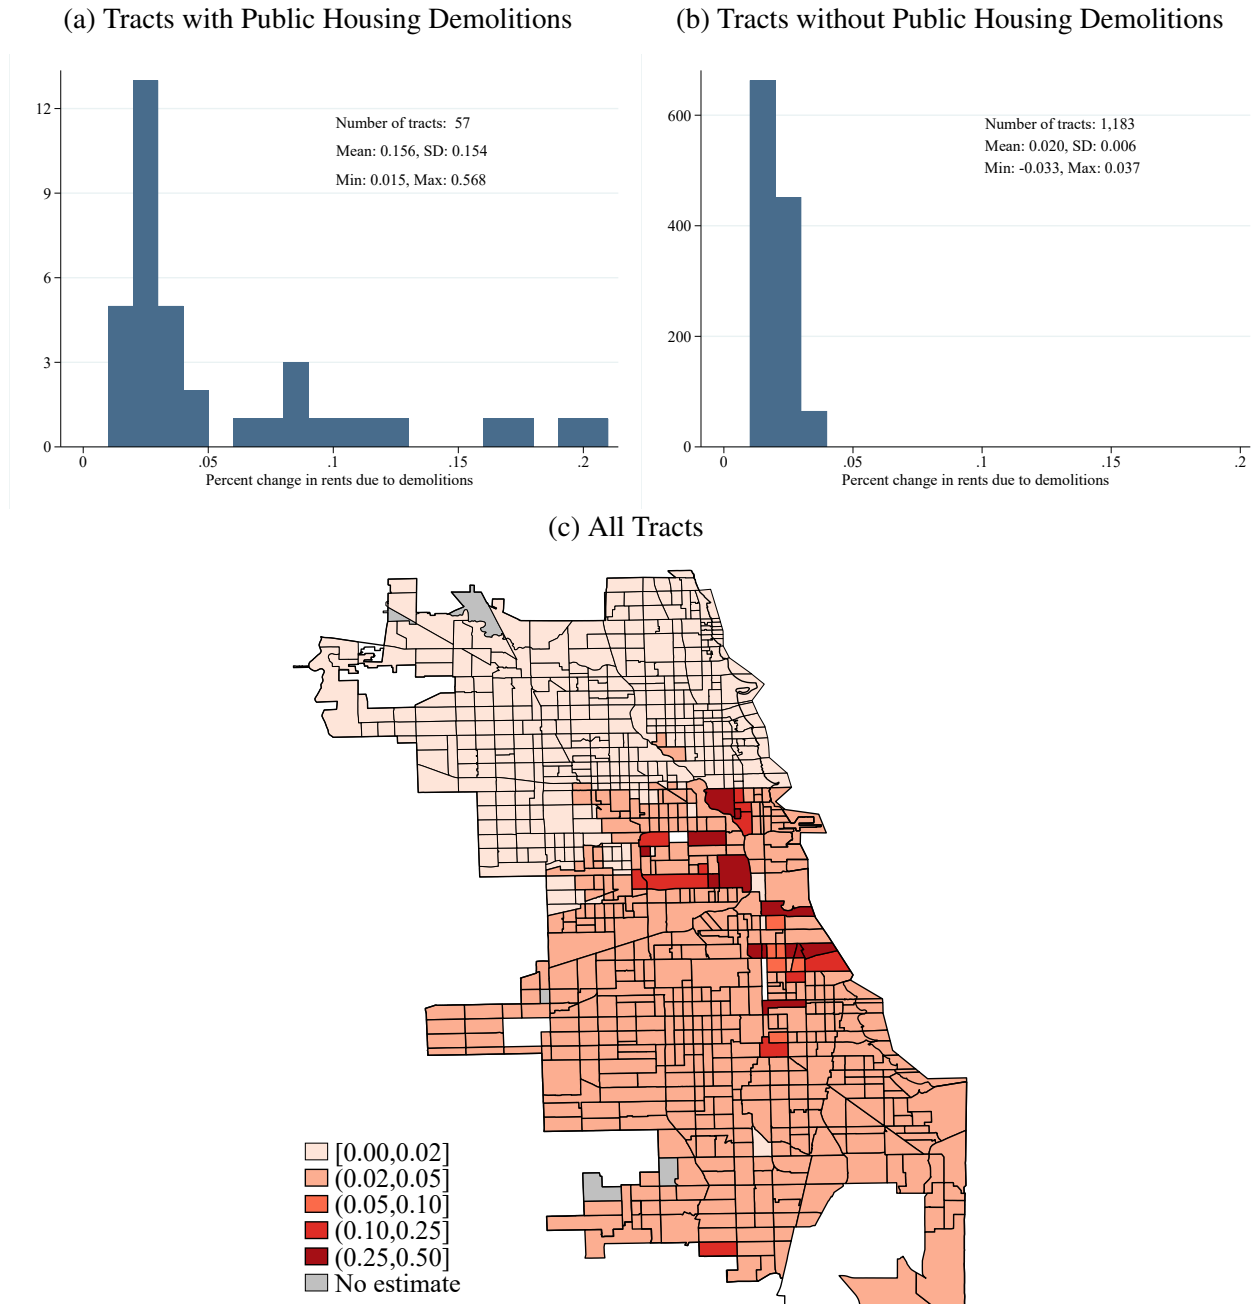 (a) Tracts with Public Housing Demolitions
12
9
6
3
0
Number of tracts:  57
Mean: 0.156, SD: 0.154
Min: 0.015, Max: 0.568
0 .05 .1 .15 .2
Percent change in rents due to demolitions
(b) Tracts without Public Housing Demolitions
600
400
200
0
Number of tracts: 1,183
Mean: 0.020, SD: 0.006
Min: -0.033, Max: 0.037
0 .05 .1 .15 .2
Percent change in rents due to demolitions
(c) All Tracts
[0.00,0.02]
(0.02,0.05]
(0.05,0.10]
(0.10,0.25]
(0.25,0.50]
No estimate